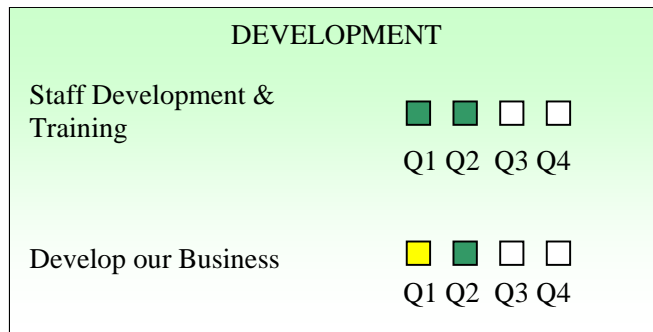 DEVELOPMENT
Staff Development &
Training
Q1 Q2 Q3 Q4
Develop our Business
Q1 Q2 Q3 Q4